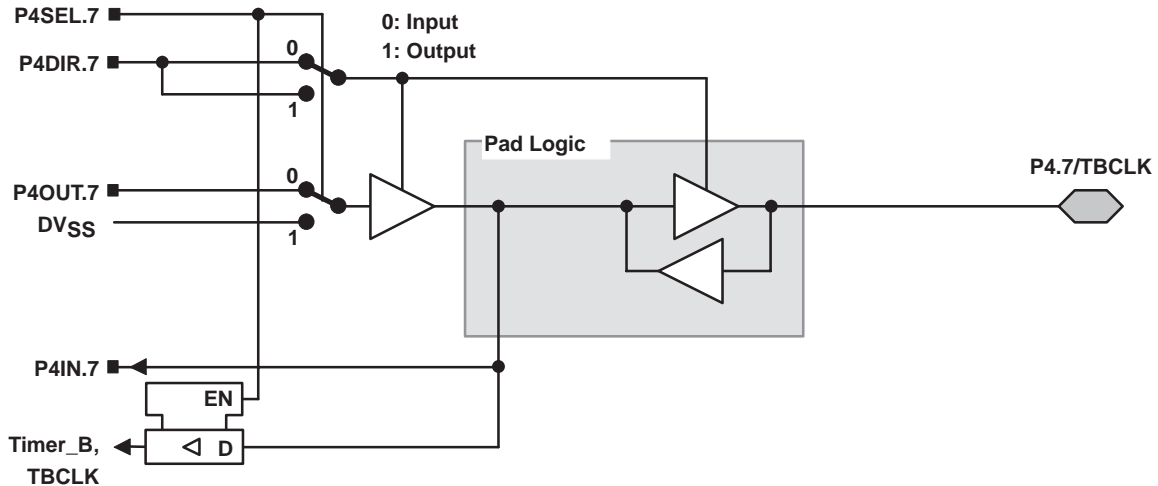 P4SEL.7
0: Input
1: Output
P4DIR.7
0
1
Pad Logic
P4.7/TBCLK
P4OUT.7
0
DVSS
1
P4IN.7
EN
D
Timer_B,
TBCLK